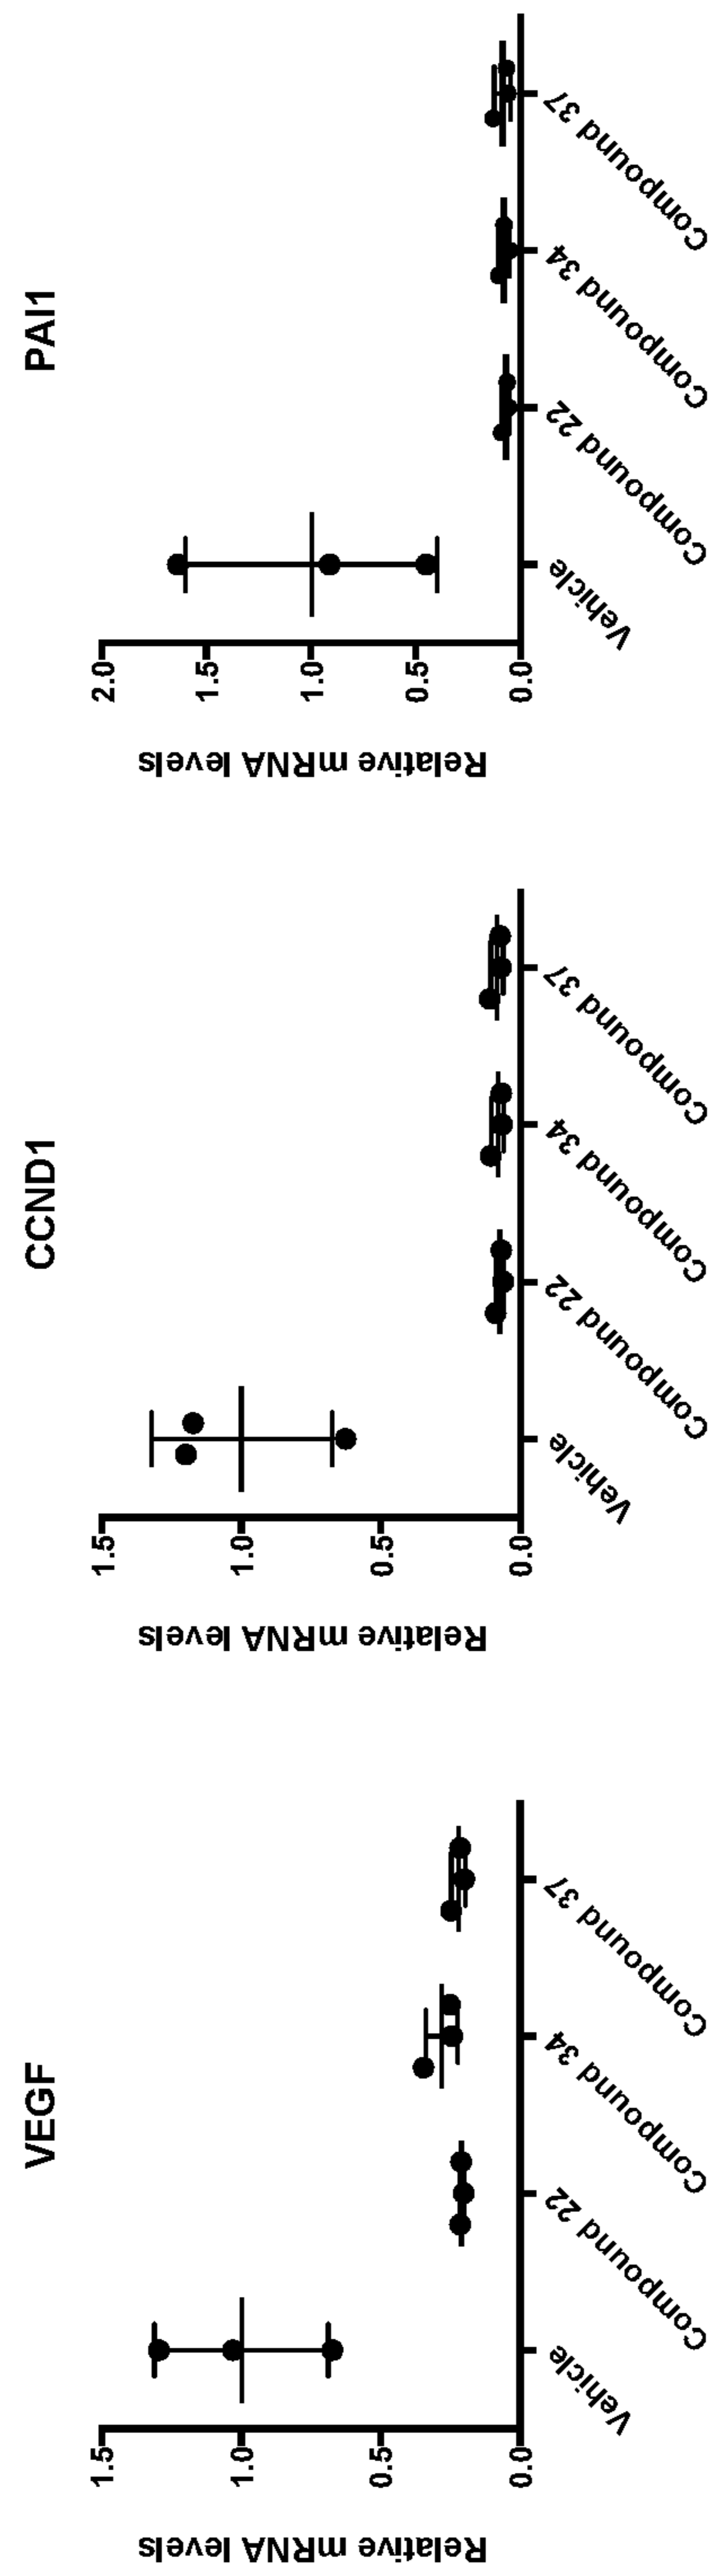 VEGF
Relative mRNA levels
1.5
1.0
0.5
0.0
Vehicle
Compound 22
Compound 34
Compound 37
CCND1
Relative mRNA levels
1.5
1.0
0.5
0.0
Vehicle
Compound 22
Compound 34
Compound 37
PAI1
Relative mRNA levels
2.0
1.5
1.0
0.5
0.0
Vehicle
Compound 22
Compound 34
Compound 37